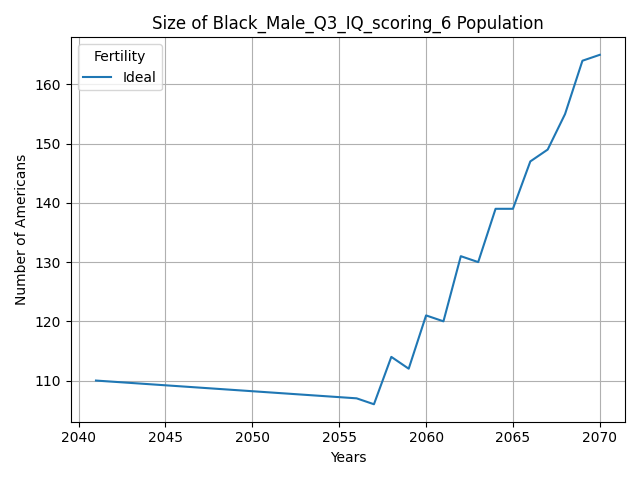 Size of Black_Male_Q3_IQ_scoring_6 Population
Fertility
Ideal
Number of Americans
160
150
140
130
120
110
2040 2045 2050 2055 2060 2065 2070
Years